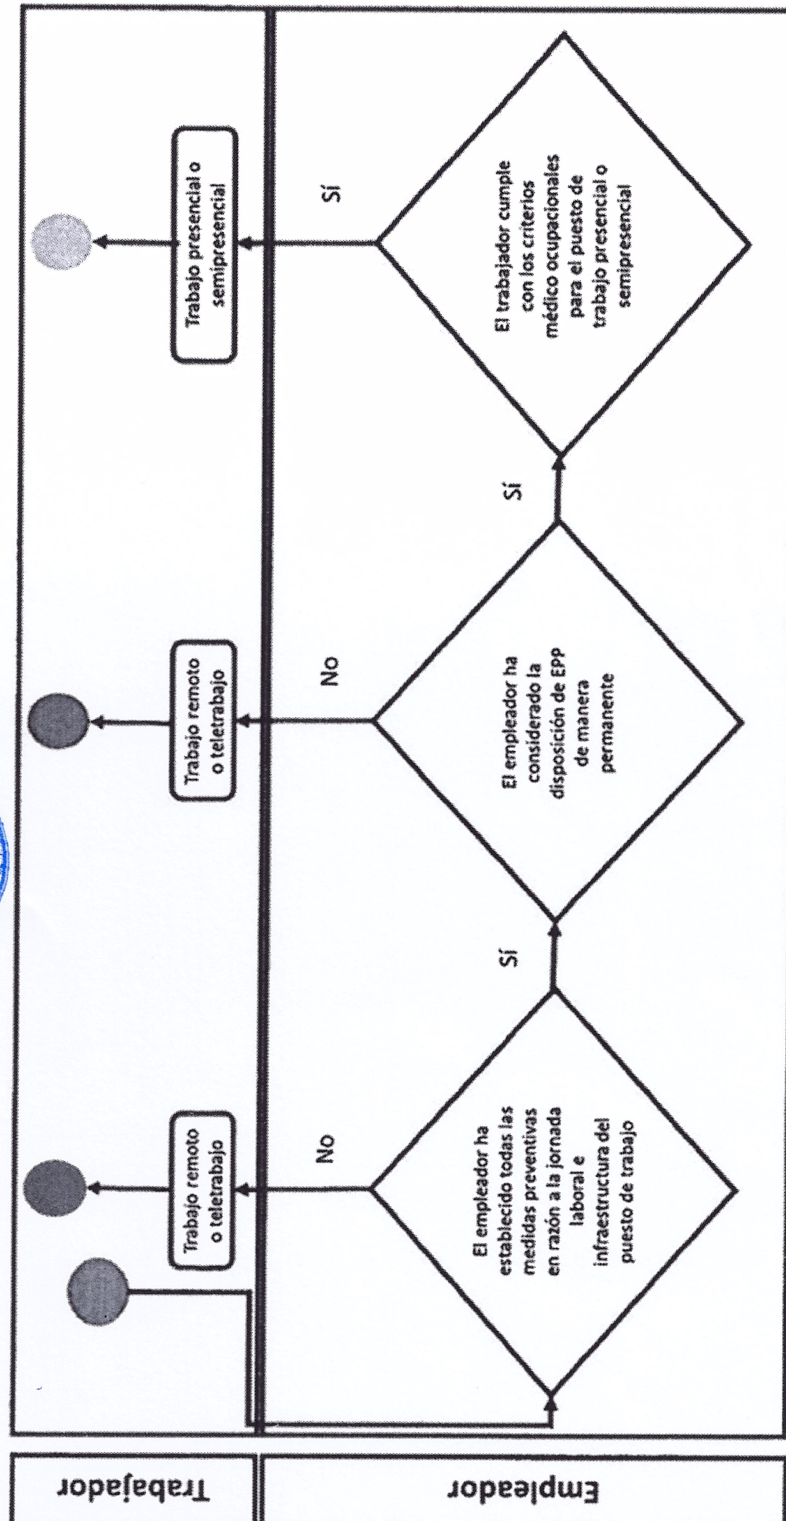 Trabajador
Trabajo remoto
o teletrabajo
Trabajo remoto
o teletrabajo
Trabajo presencial o
semipresencial
Empleador
No
No
Sí
El empleador ha
establecido todas las
medidas preventivas
en razón a la jornada
laboral e
infraestructura del
puesto de trabajo
Sí
El empleador ha
considerado la
disposición de EPP
de manera
permanente
Sí
El trabajador cumple
con los criterios
médico ocupacionales
para el puesto de
trabajo presencial o
semipresencial